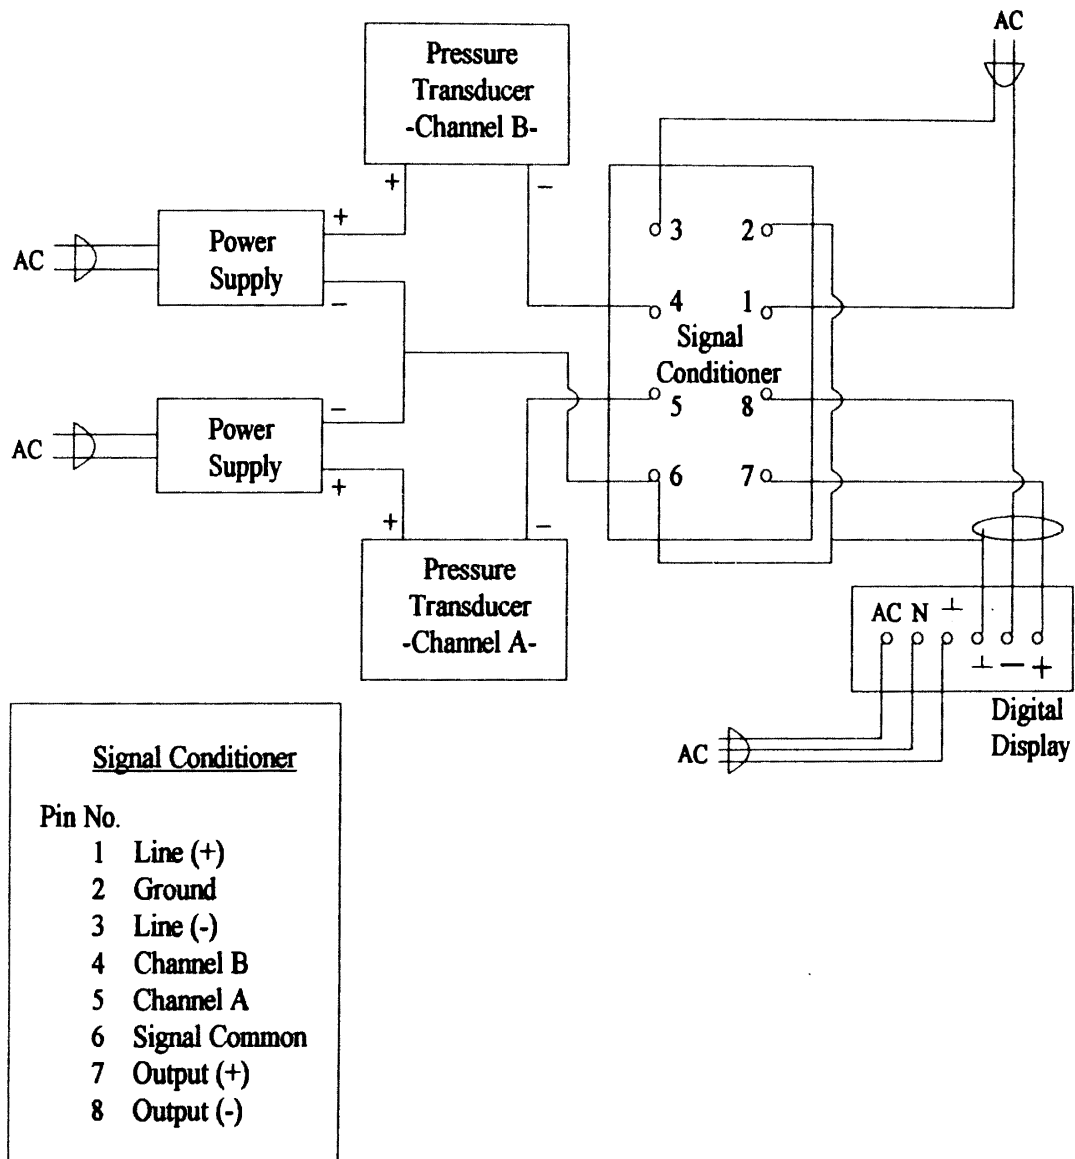 AC
Pressure
Transducer
-Channel B-
+
−
Power
Supply
AC
+
−
3
2
4
1
Signal
Conditioner
5
8
6
7
Power
Supply
AC
−
+
+
−
Pressure
Transducer
-Channel A-
AC N ⊥
⊥ − +
Digital
Display
AC
Signal Conditioner
Pin No.
1 Line (+)
2 Ground
3 Line (-)
4 Channel B
5 Channel A
6 Signal Common
7 Output (+)
8 Output (-)